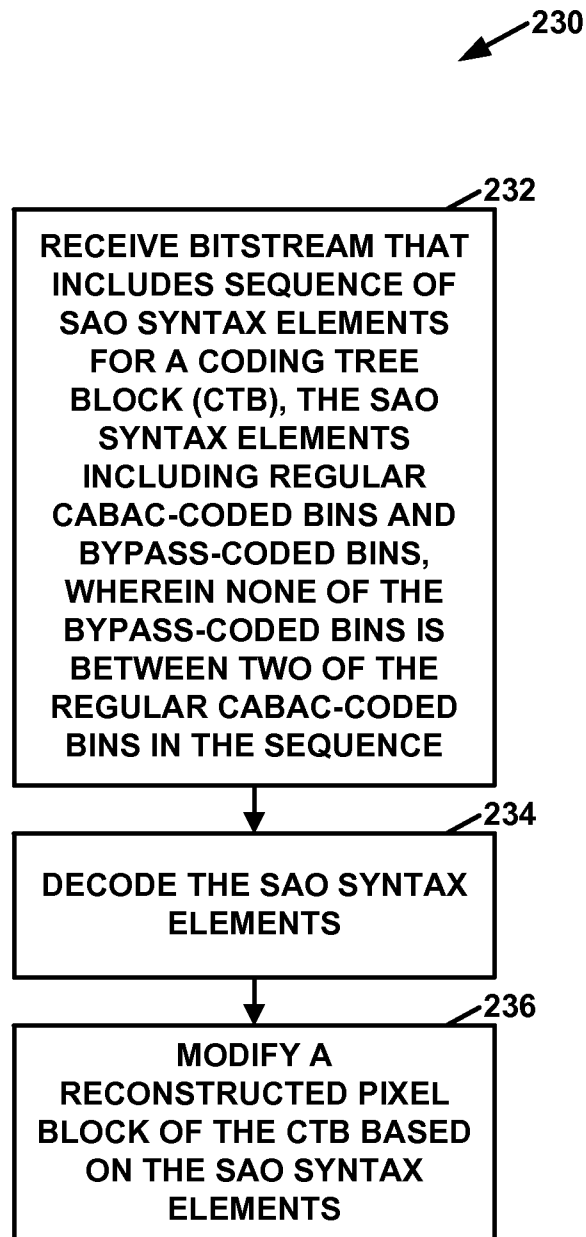 230
232
RECEIVE BITSTREAM THAT
INCLUDES SEQUENCE OF
SAO SYNTAX ELEMENTS
FOR A CODING TREE
BLOCK (CTB), THE SAO
SYNTAX ELEMENTS
INCLUDING REGULAR
CABAC-CODED BINS AND
BYPASS-CODED BINS,
WHEREIN NONE OF THE
BYPASS-CODED BINS IS
BETWEEN TWO OF THE
REGULAR CABAC-CODED
BINS IN THE SEQUENCE
234
DECODE THE SAO SYNTAX
ELEMENTS
236
MODIFY A
RECONSTRUCTED PIXEL
BLOCK OF THE CTB BASED
ON THE SAO SYNTAX
ELEMENTS